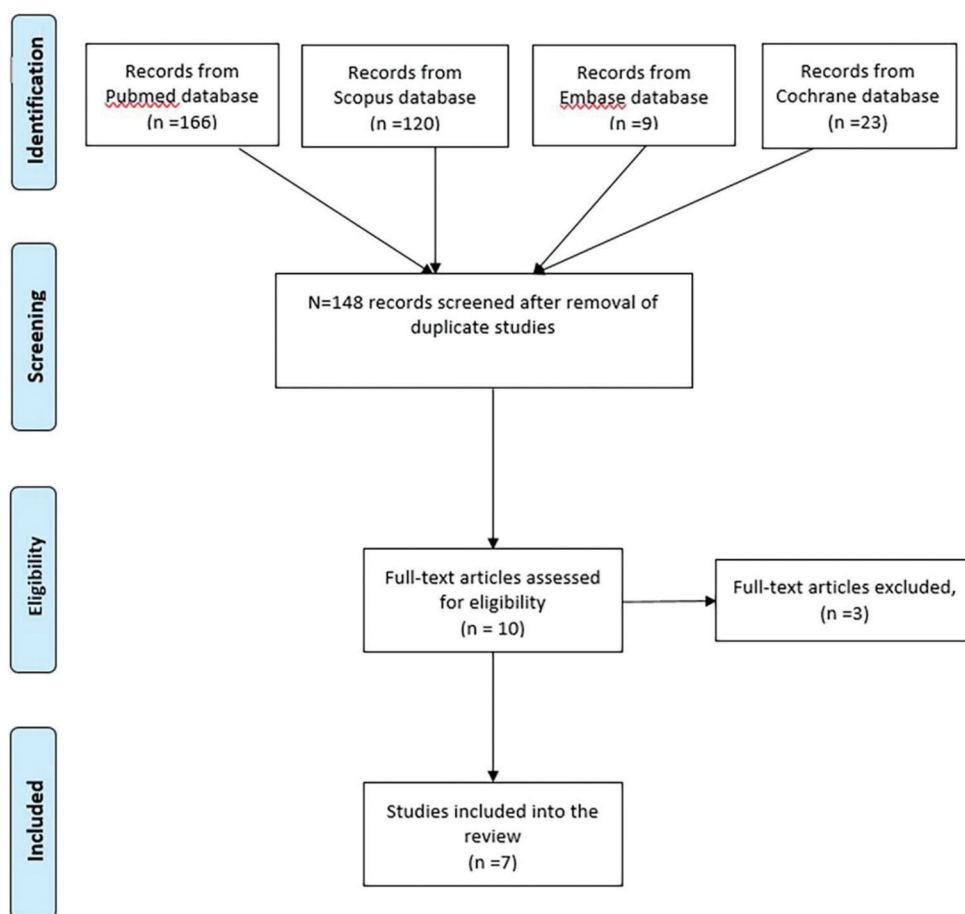 Identification
Records from
Pubmed database
(n =166)
Records from
Scopus database
(n =120)
Records from
Embase database
(n =9)
Records from
Cochrane database
(n =23)
Screening
N=148 records screened after removal of
duplicate studies
Eligibility
Full-text articles assessed
for eligibility
(n = 10)
Full-text articles excluded,
(n =3)
Included
Studies included into the
review
(n =7)